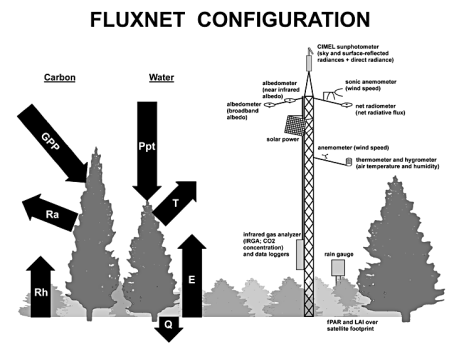 FLUXNET CONFIGURATION
Carbon
Water
GPP
Ra
Rh
Ppt
T
E
Q
CIMEL sunphotometer
(sky and surface-reflected
radiances + direct radiance)
albedometer
(near infrared
albedo)
sonic anemometer
(wind speed)
albedometer
(broadband
albedo)
net radiometer
(net radiative flux)
solar power
anemometer (wind speed)
thermometer and hygrometer
(air temperature and humidity)
infrared gas analyzer
(IRGA; CO2
concentration)
and data loggers
rain gauge
fPAR and LAI over
satellite footprint